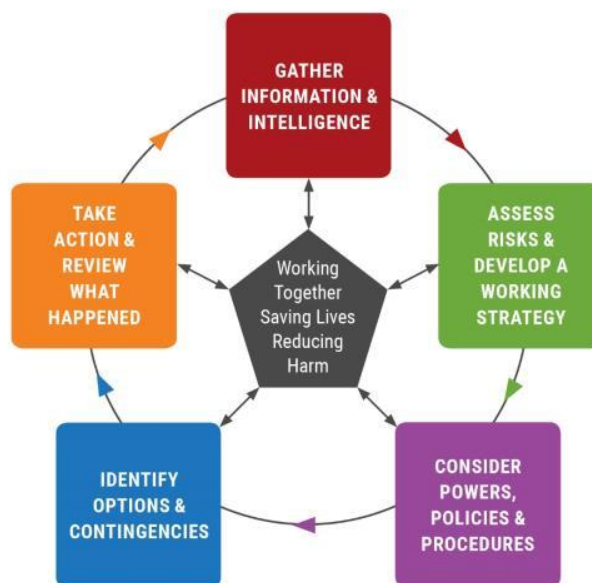 GATHER
INFORMATION &
INTELLIGENCE
ASSESS
RISKS &
DEVELOP A
WORKING
STRATEGY
CONSIDER
POWERS,
POLICIES &
PROCEDURES
IDENTIFY
OPTIONS &
CONTINGENCIES
TAKE
ACTION &
REVIEW
WHAT
HAPPENED
Working
Together
Saving Lives
Reducing
Harm